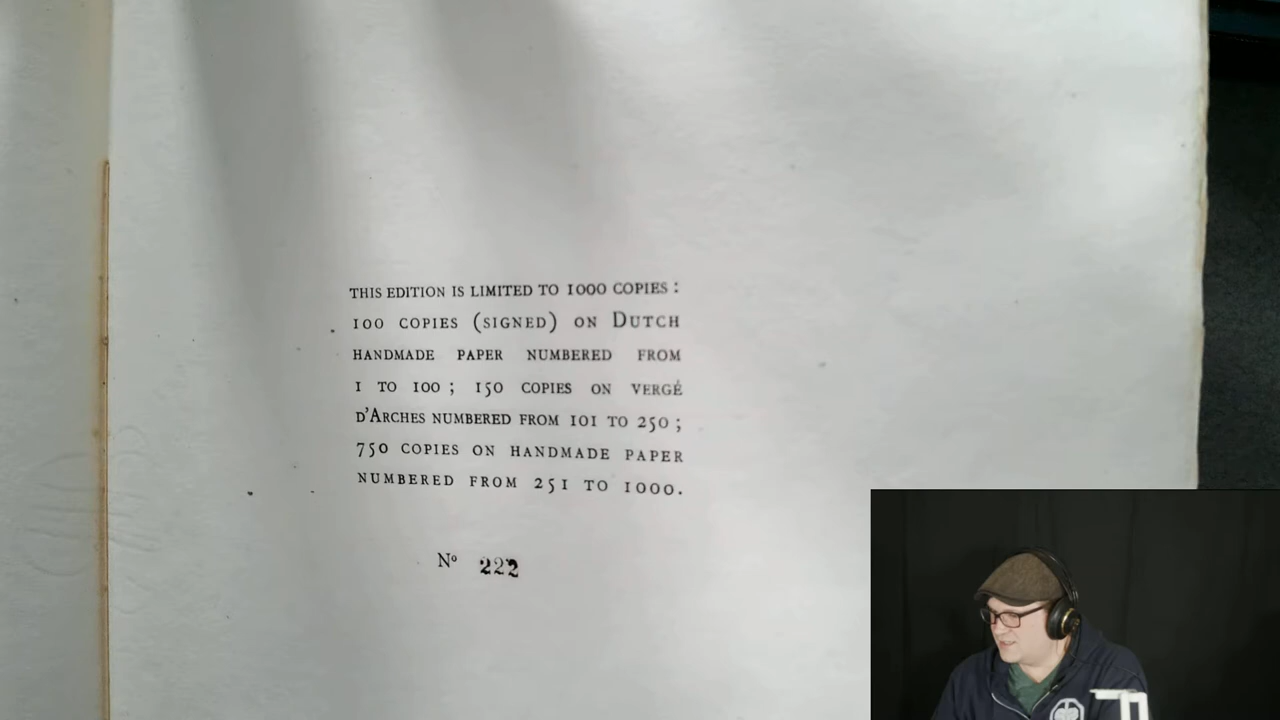 THIS EDITION IS LIMITED TO 1000 COPIES :
100 COPIES (SIGNED) ON DUTCH
HANDMADE PAPER NUMBERED FROM
1 TO 100 ; 150 COPIES ON VERGÉ
D'ARCHES NUMBERED FROM 101 TO 250 ;
750 COPIES ON HANDMADE PAPER
NUMBERED FROM 251 TO 1000.
Nº 222